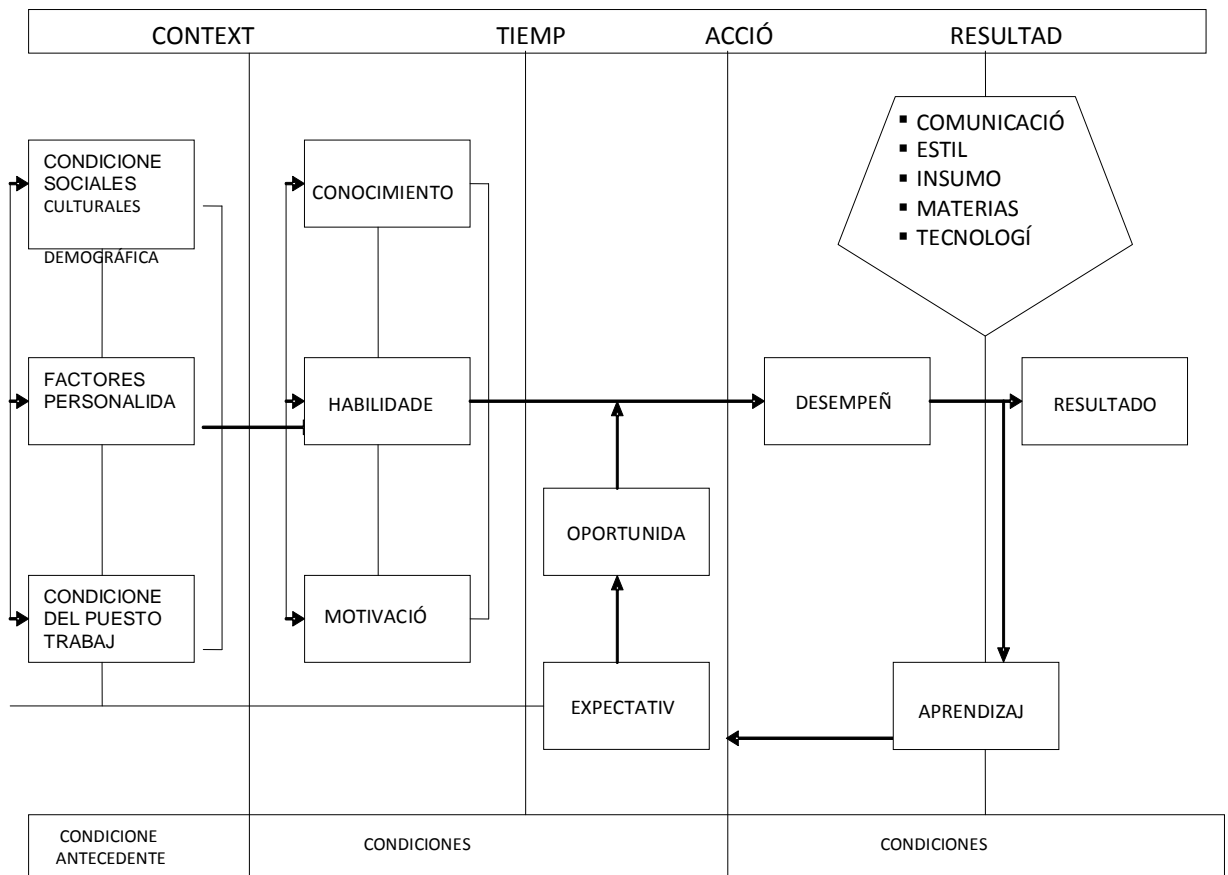 CONTEXT TIEMP ACCIÓ RESULTAD
▪ COMUNICACIÓ
▪ ESTIL
▪ INSUMO
▪ MATERIAS
▪ TECNOLOGÍ
CONDICIONE
SOCIALES
CULTURALES
DEMOGRÁFICA
CONOCIMIENTO
FACTORES
PERSONALIDA
HABILIDADE
DESEMPEÑ
RESULTADO
OPORTUNIDA
CONDICIONE
DEL PUESTO
TRABAJ
MOTIVACIÓ
EXPECTATIV
APRENDIZAJ
CONDICIONE
ANTECEDENTE
CONDICIONES
CONDICIONES